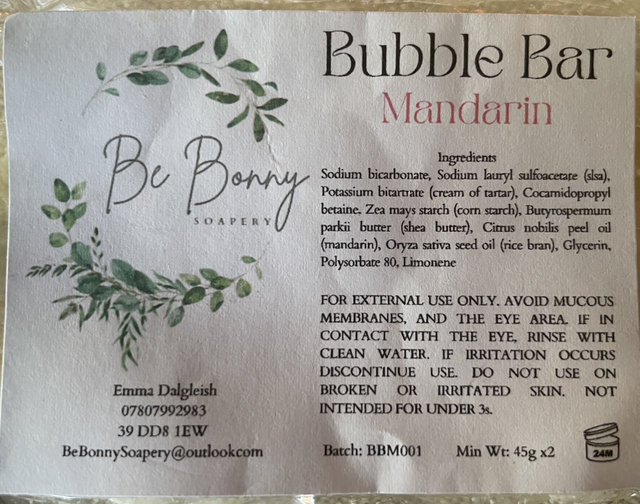 Be Bonny
SOAPERY
Emma Dalgleish
07807992983
39 DD8 1EW
BeBonnySoapery@outlook.com
Bubble Bar
Mandarin
Ingredients
Sodium bicarbonate, Sodium lauryl sulfoacetate (slsa),
Potassium bitartrate (cream of tartar), Cocamidopropyl
betaine, Zea mays starch (corn starch), Butyrospermum
parkii butter (shea butter), Citrus nobilis peel oil
(mandarin), Oryza sativa seed oil (rice bran), Glycerin,
Polysorbate 80, Limonene
FOR EXTERNAL USE ONLY. AVOID MUCOUS
MEMBRANES, AND THE EYE AREA. IF IN
CONTACT WITH THE EYE, RINSE WITH
CLEAN WATER. IF IRRITATION OCCURS
DISCONTINUE USE. DO NOT USE ON
BROKEN OR IRRITATED SKIN. NOT
INTENDED FOR UNDER 3s.
Batch: BBM001 Min Wt: 45g x2
24M